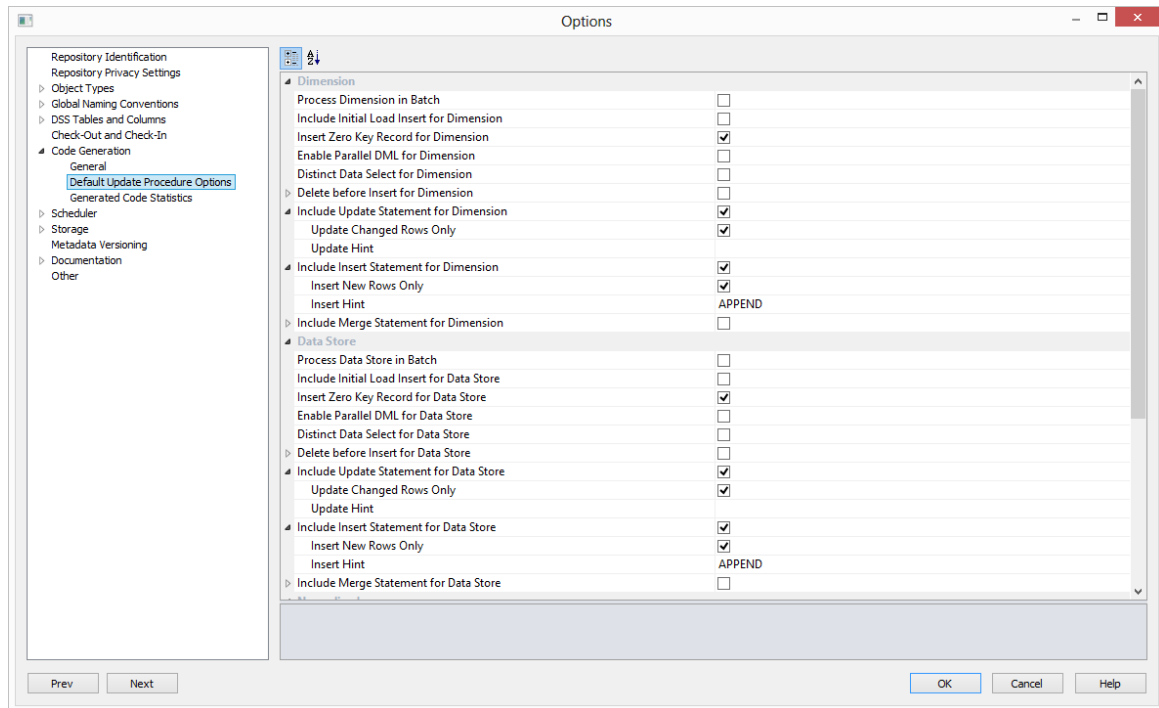 Options
Repository Identification
Repository Privacy Settings
Object Types
Global Naming Conventions
DSS Tables and Columns
Check-Out and Check-In
Code Generation
General
Default Update Procedure Options
Generated Code Statistics
Scheduler
Storage
Metadata Versioning
Documentation
Other
Dimension
Process Dimension in Batch
Include Initial Load Insert for Dimension
Insert Zero Key Record for Dimension
Enable Parallel DML for Dimension
Distinct Data Select for Dimension
Delete before Insert for Dimension
Include Update Statement for Dimension
Update Changed Rows Only
Update Hint
Include Insert Statement for Dimension
Insert New Rows Only
Insert Hint APPEND
Include Merge Statement for Dimension
Data Store
Process Data Store in Batch
Include Initial Load Insert for Data Store
Insert Zero Key Record for Data Store
Enable Parallel DML for Data Store
Distinct Data Select for Data Store
Delete before Insert for Data Store
Include Update Statement for Data Store
Update Changed Rows Only
Update Hint
Include Insert Statement for Data Store
Insert New Rows Only
Insert Hint APPEND
Include Merge Statement for Data Store
Prev Next OK Cancel Help